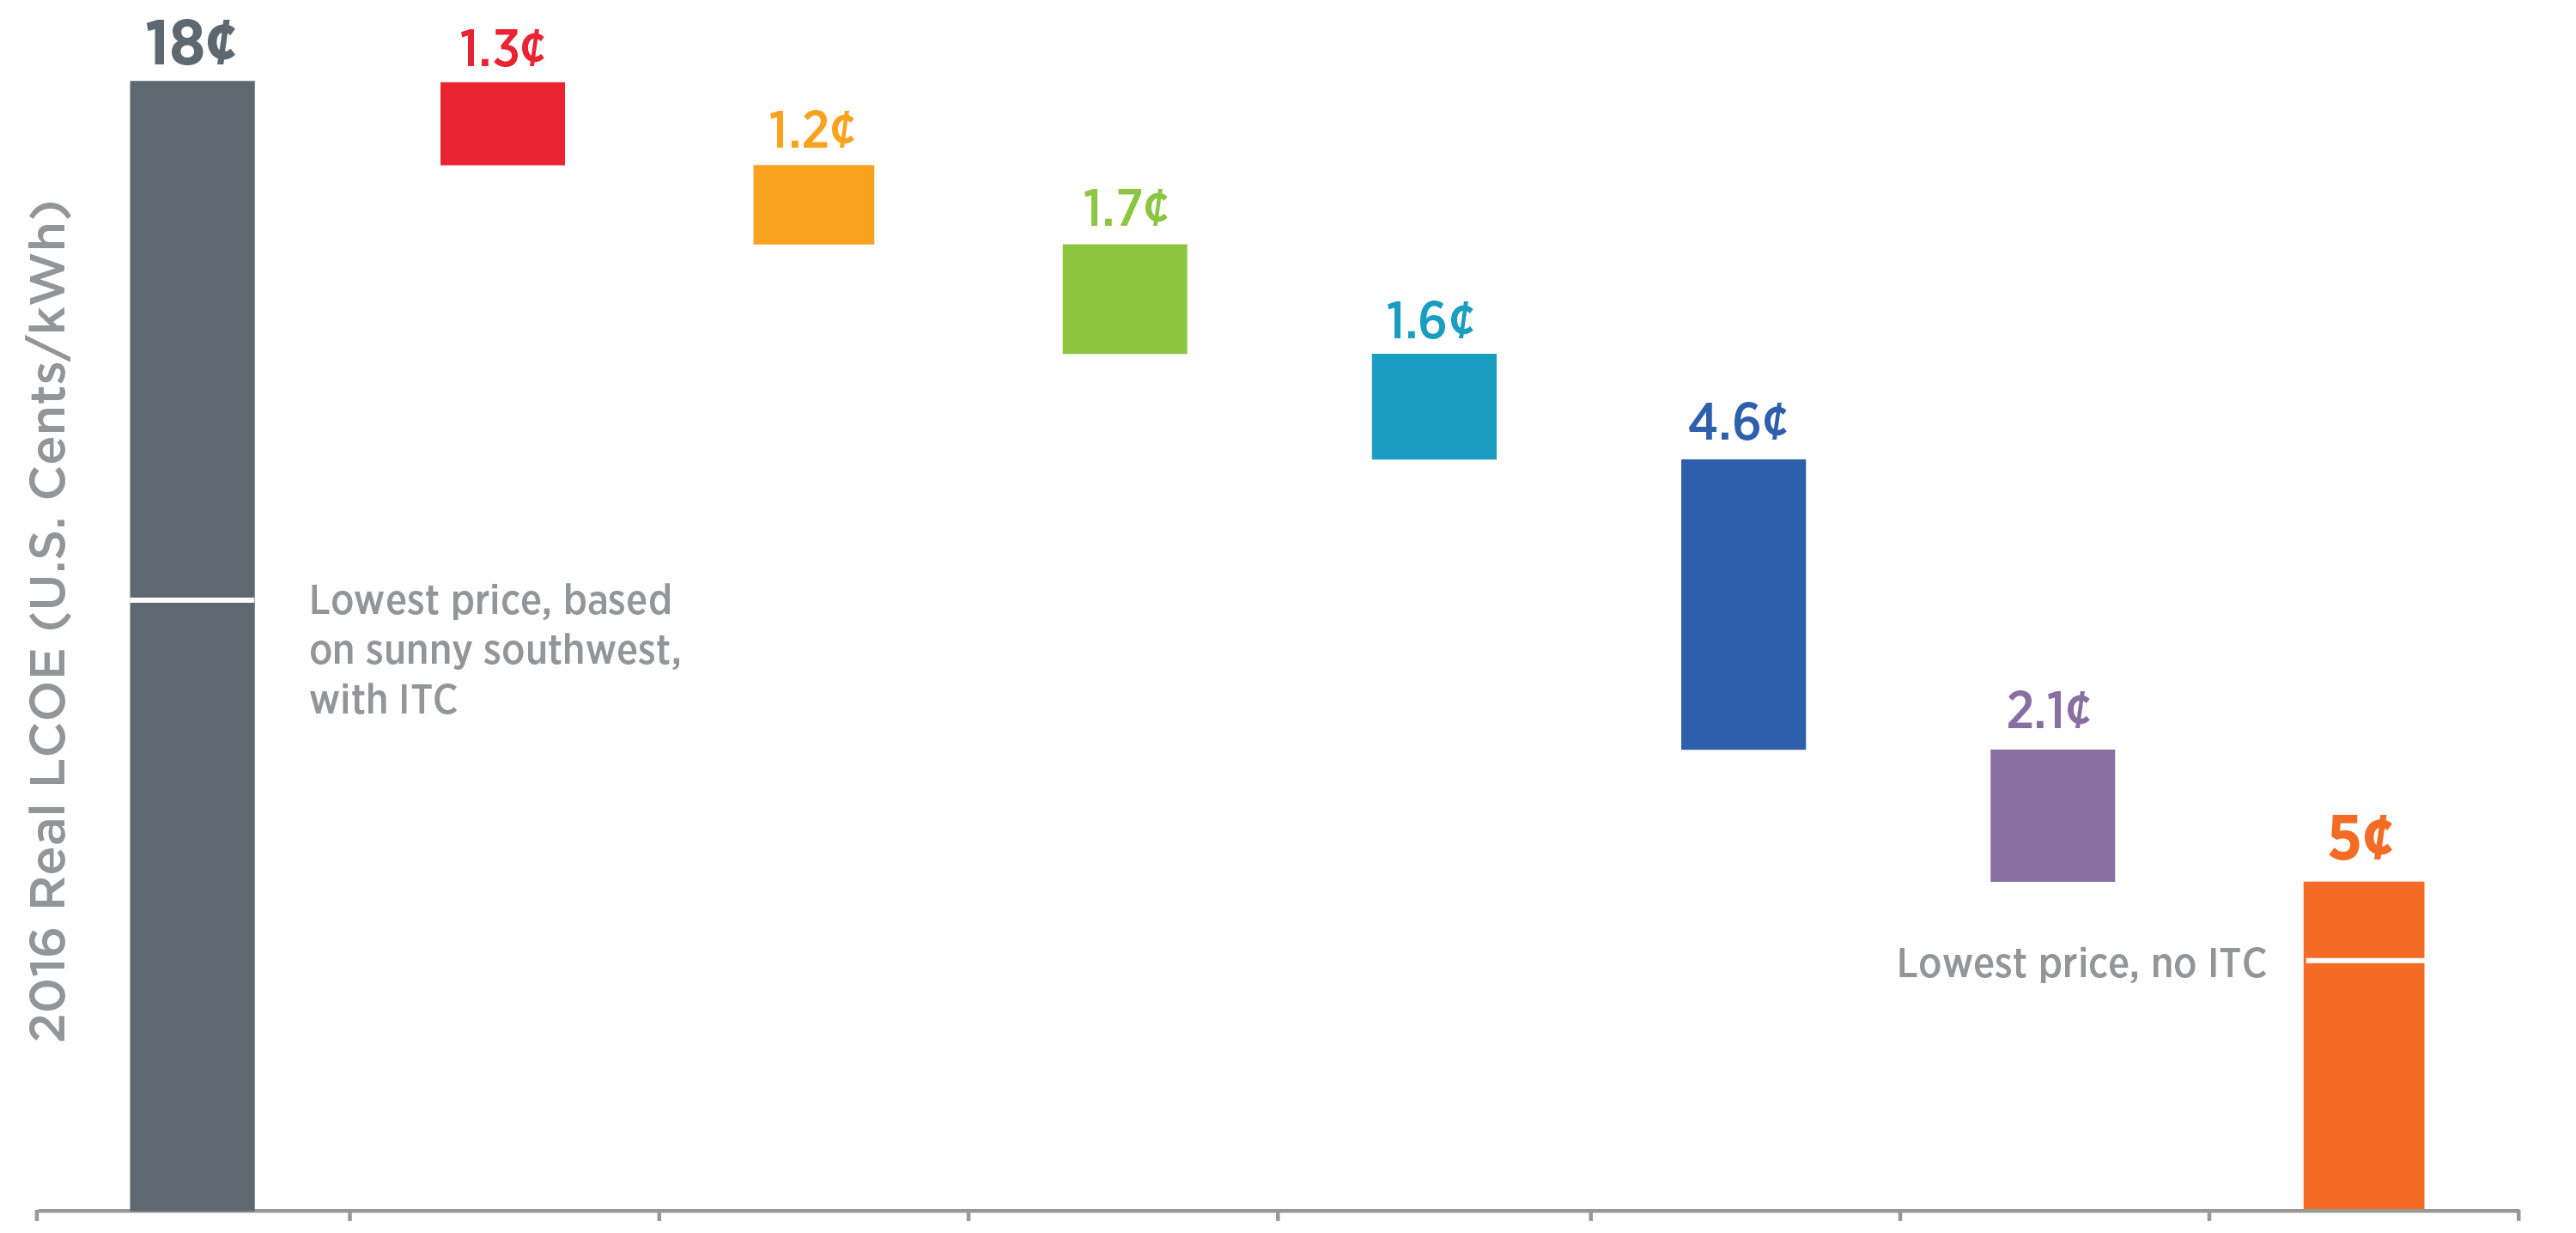 18¢
1.3¢
1.2¢
1.7¢
1.6¢
4.6¢
2.1¢
5¢
2016 Real LCOE (U.S. Cents/kWh)
Lowest price, based
on sunny southwest,
with ITC
Lowest price, no ITC